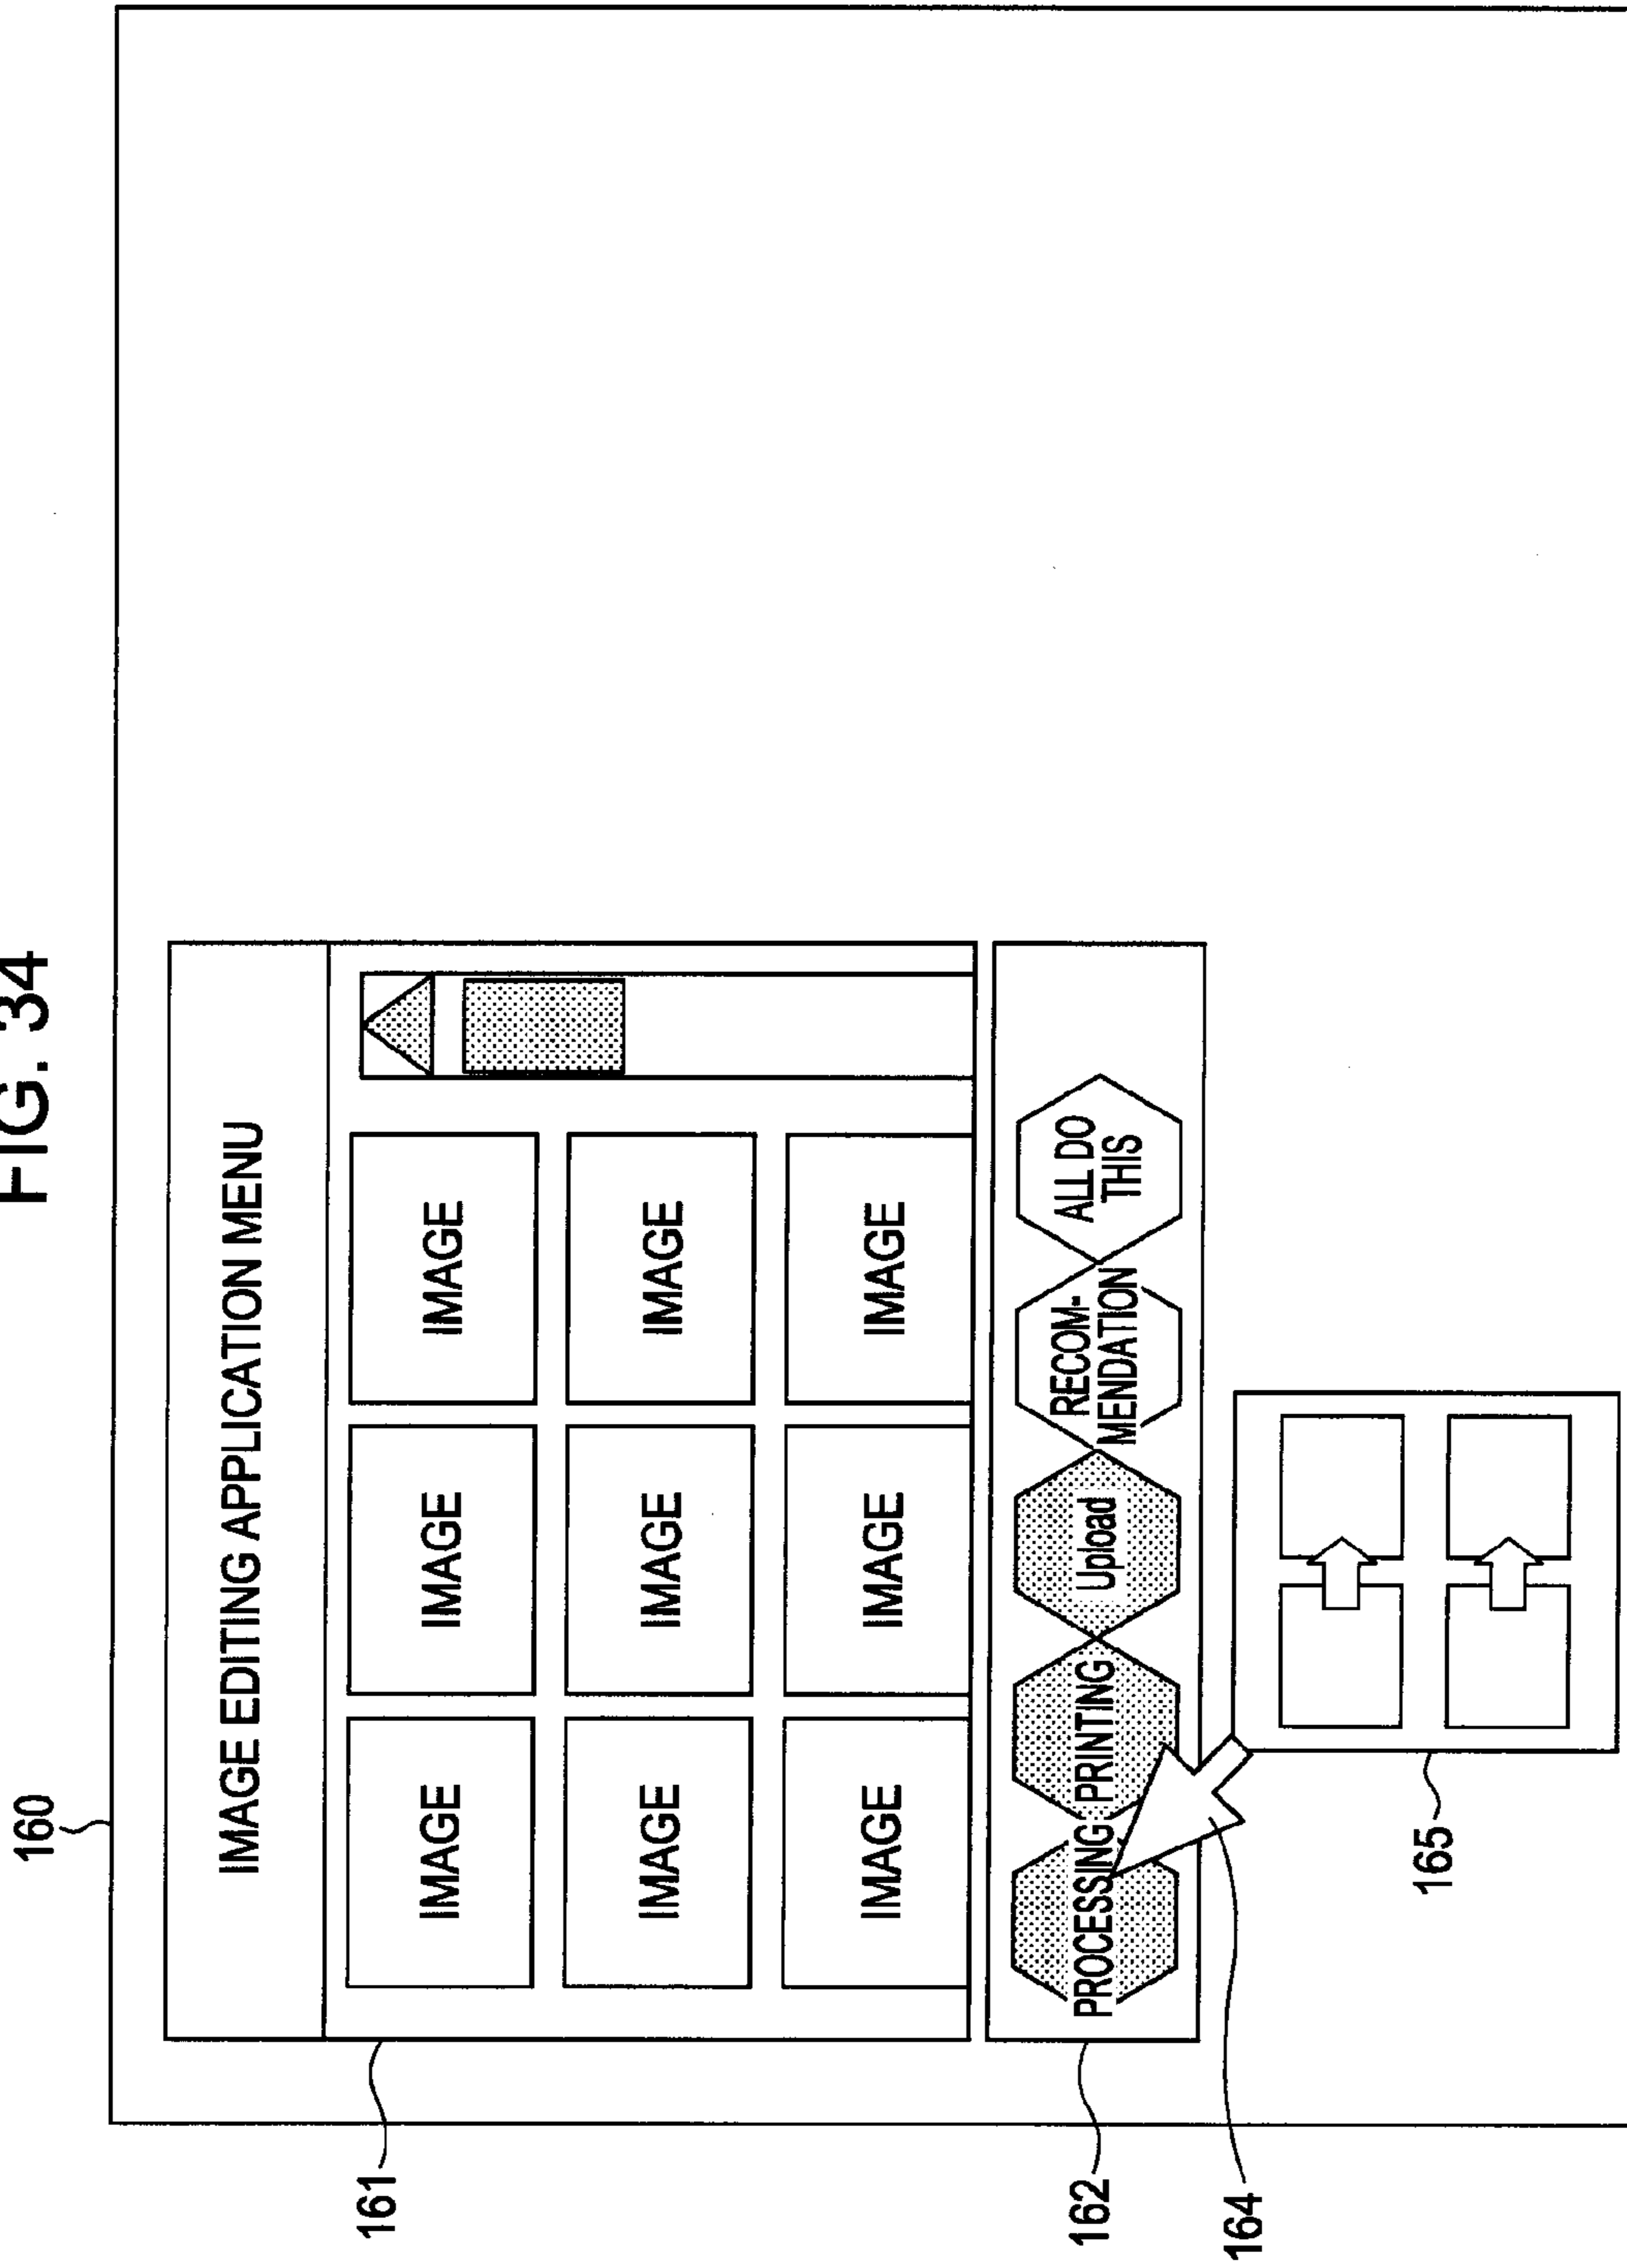 FIG. 34
160
IMAGE EDITING APPLICATION MENU
161
IMAGE IMAGE IMAGE
IMAGE IMAGE IMAGE
IMAGE IMAGE IMAGE
162
PROCESSING
PRINTING
Upload
RECOM-
MENDATION
ALL DO
THIS
164
165